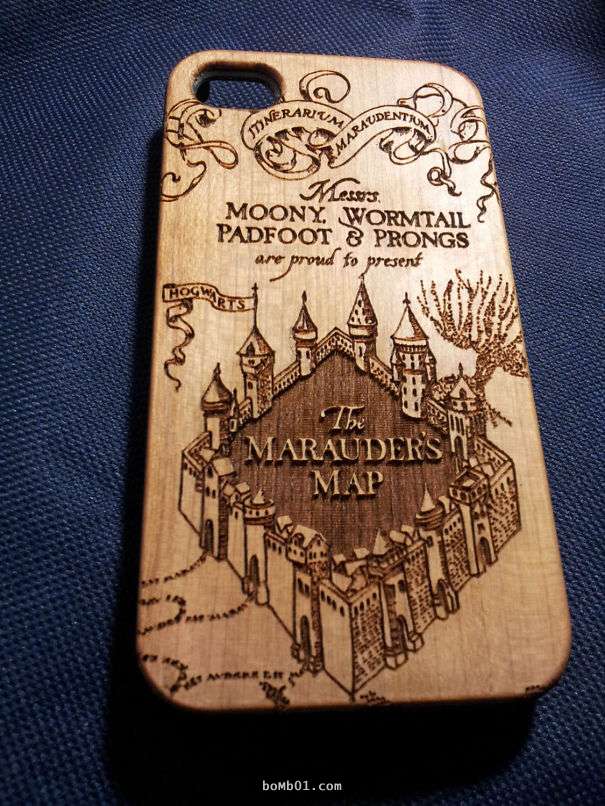 ITINERARIUM
MARAUDENTIUM
Messrs.
MOONY, WORMTAIL
PADFOOT & PRONGS
are proud to present
HOGWARTS
The
MARAUDER'S
MAP
boMb01.com